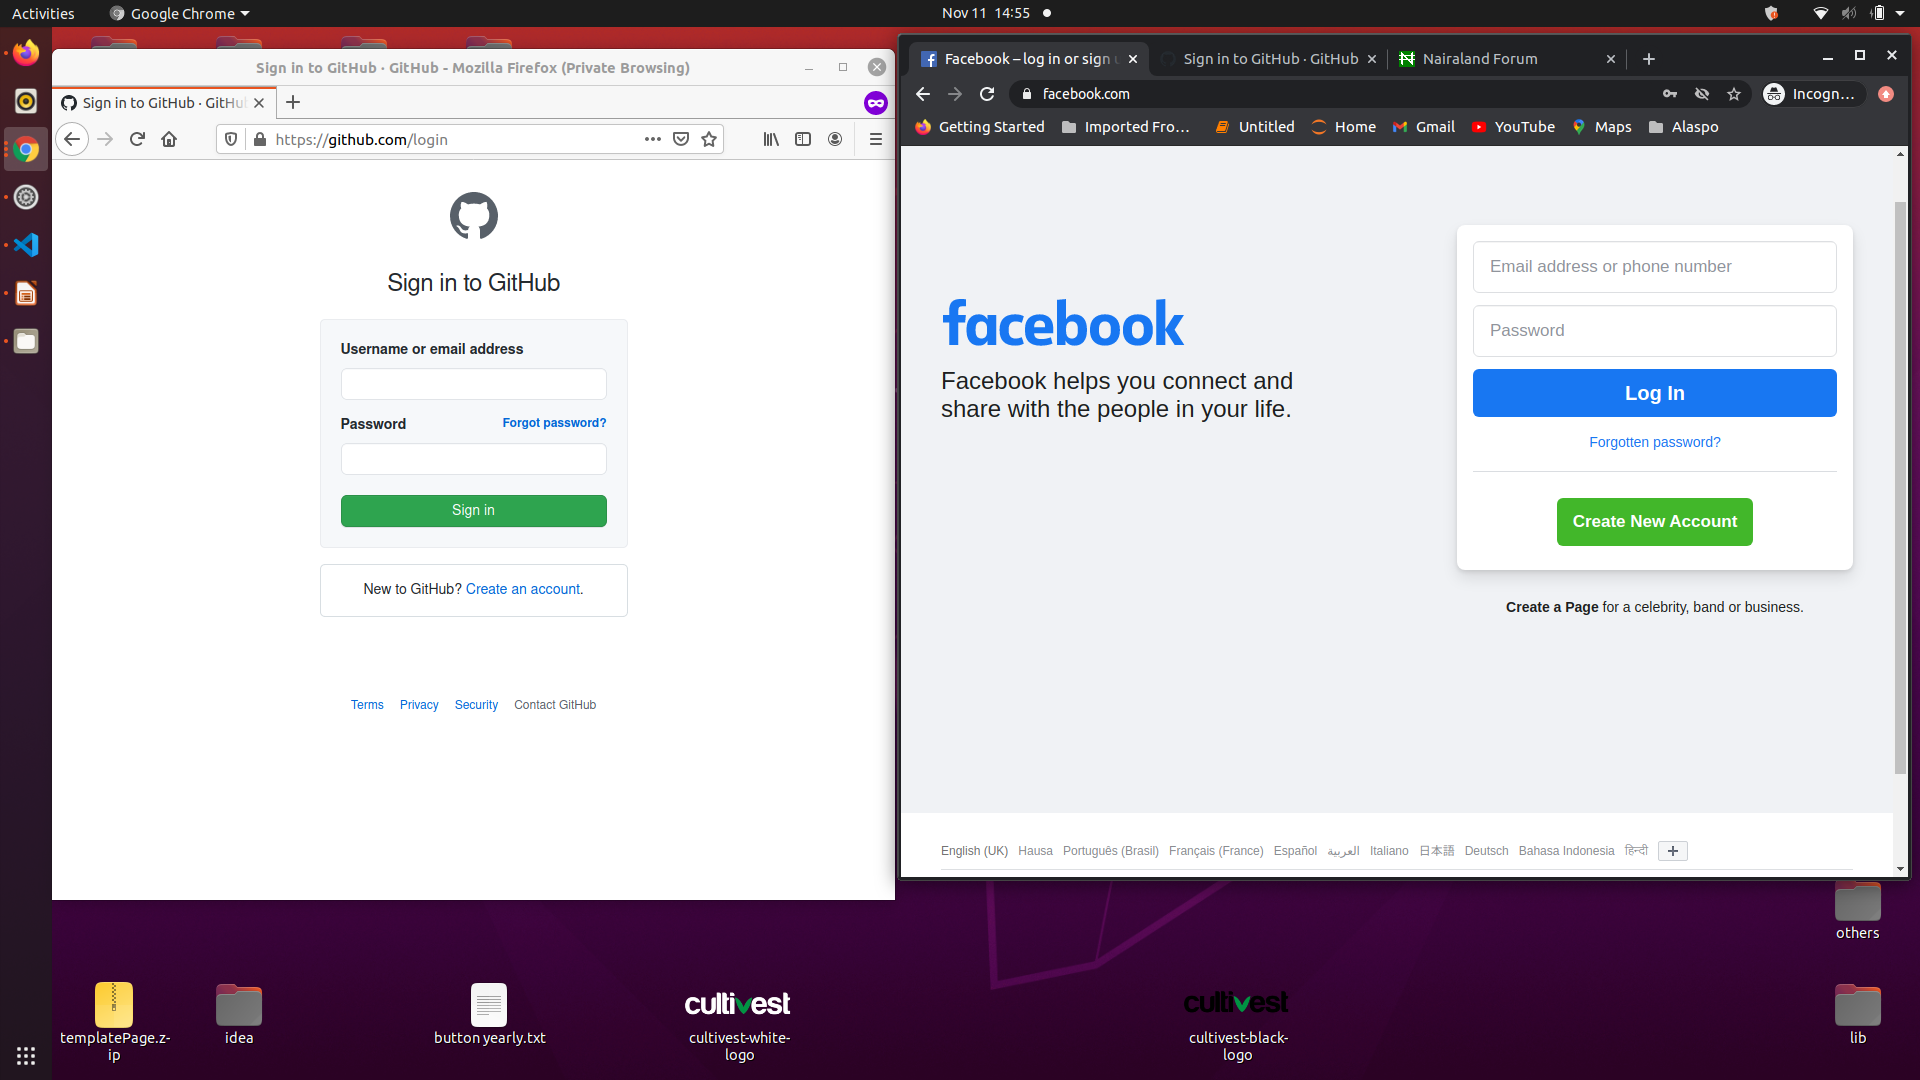 Activities
Google Chrome
Nov 11 14:55
Sign in to GitHub · GitHub - Mozilla Firefox (Private Browsing)
Sign in to GitHub · GitHub
https://github.com/login
Sign in to GitHub
Username or email address
Password
Forgot password?
Sign in
New to GitHub? Create an account.
Terms
Privacy
Security
Contact GitHub
Facebook – log in or sign u
Sign in to GitHub · GitHub
Nairaland Forum
facebook.com
Incogn...
Getting Started
Imported Fro...
Untitled
Home
Gmail
YouTube
Maps
Alaspo
facebook
Facebook helps you connect and
share with the people in your life.
Email address or phone number
Password
Log In
Forgotten password?
Create New Account
Create a Page for a celebrity, band or business.
English (UK) Hausa Português (Brasil) Français (France) Español العربية Italiano 日本語 Deutsch Bahasa Indonesia हिन्दी
others
templatePage.z-
ip
idea
button yearly.txt
cultivest
cultivest-white-
logo
cultivest
cultivest-black-
logo
lib